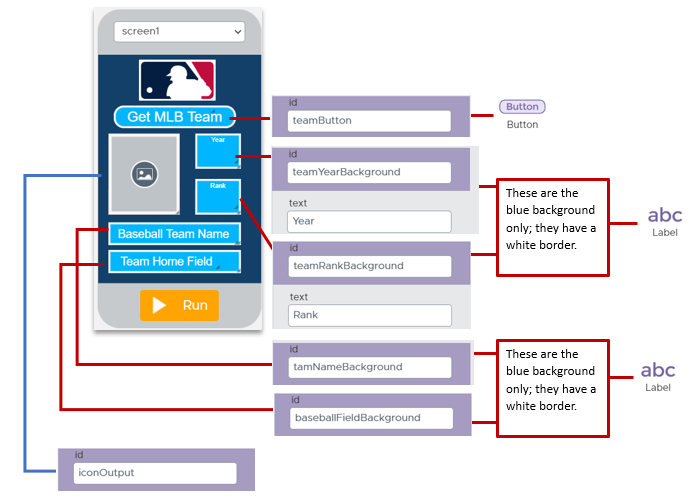 screen1
Get MLB Team
Year
Rank
Baseball Team Name
Team Home Field
Run
id
teamButton
Button
Button
id
teamYearBackground
text
Year
id
teamRankBackground
text
Rank
These are the
blue background
only; they have a
white border.
abc
Label
id
tamNameBackground
id
baseballFieldBackground
These are the
blue background
only; they have a
white border.
abc
Label
id
iconOutput